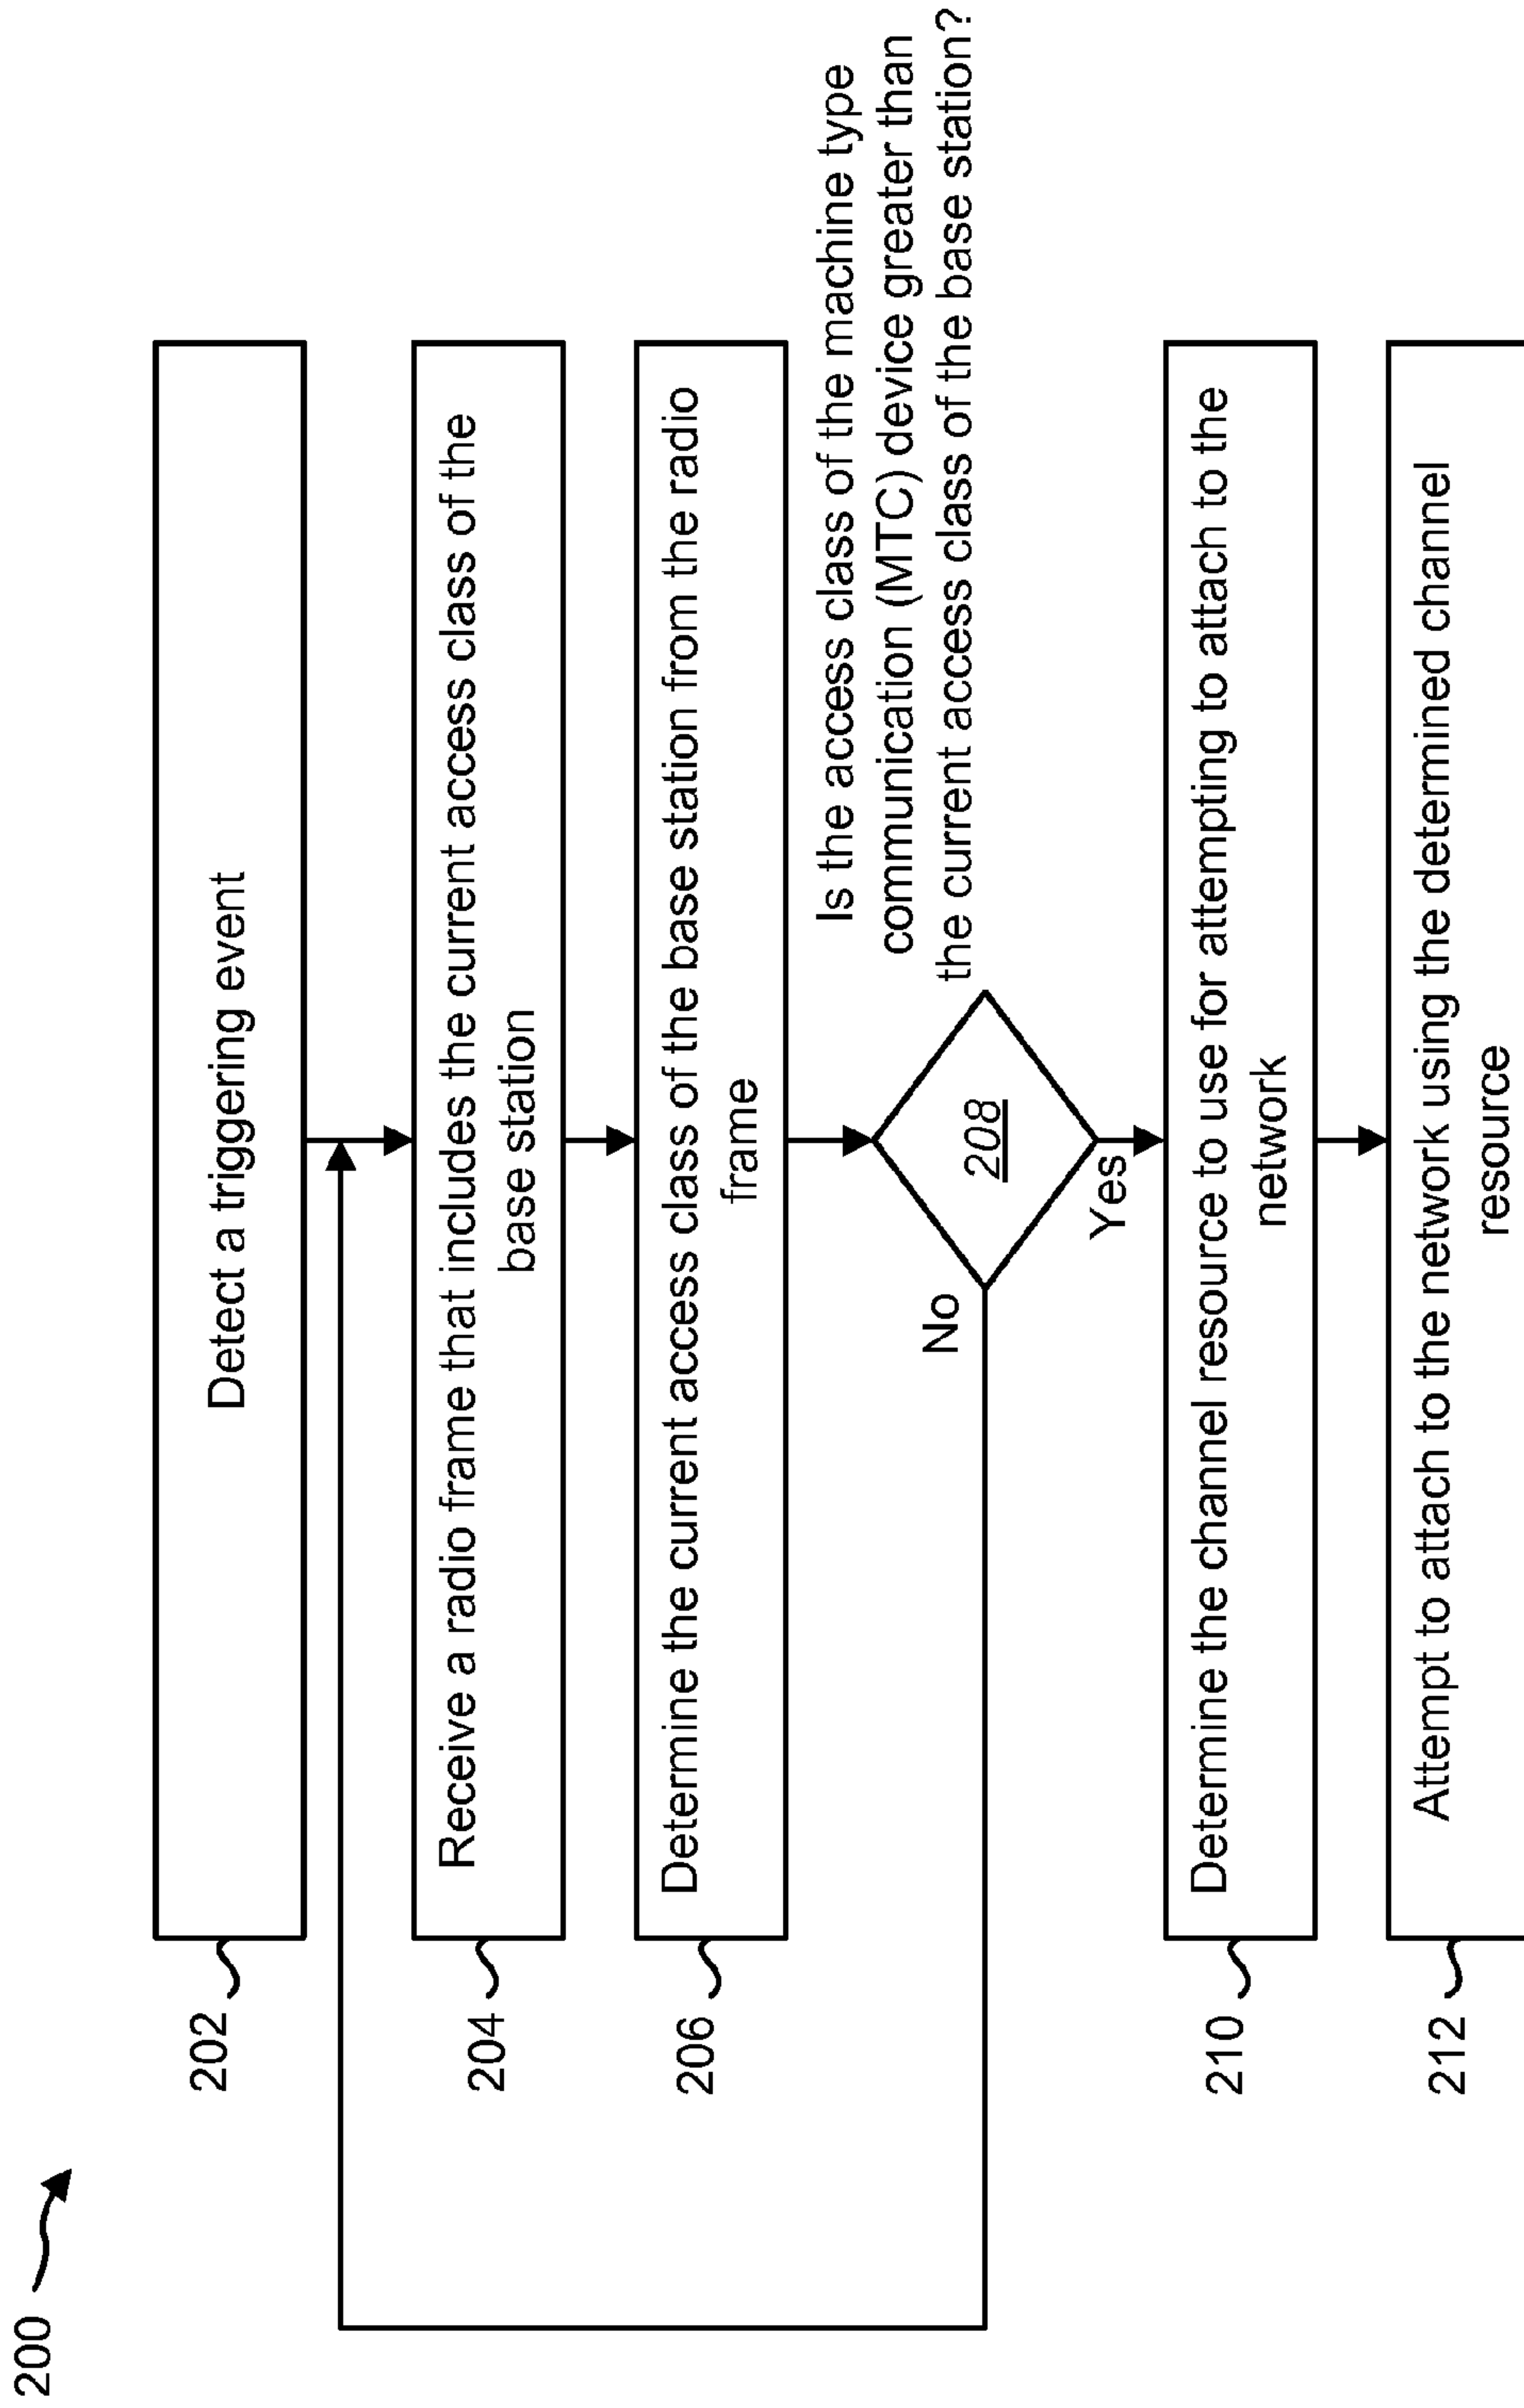 200
202
Detect a triggering event
204
Receive a radio frame that includes the current access class of the
base station
206
Determine the current access class of the base station from the radio
frame
Is the access class of the machine type
communication (MTC) device greater than
the current access class of the base station?
208
No
Yes
210
Determine the channel resource to use for attempting to attach to the
network
212
Attempt to attach to the network using the determined channel
resource